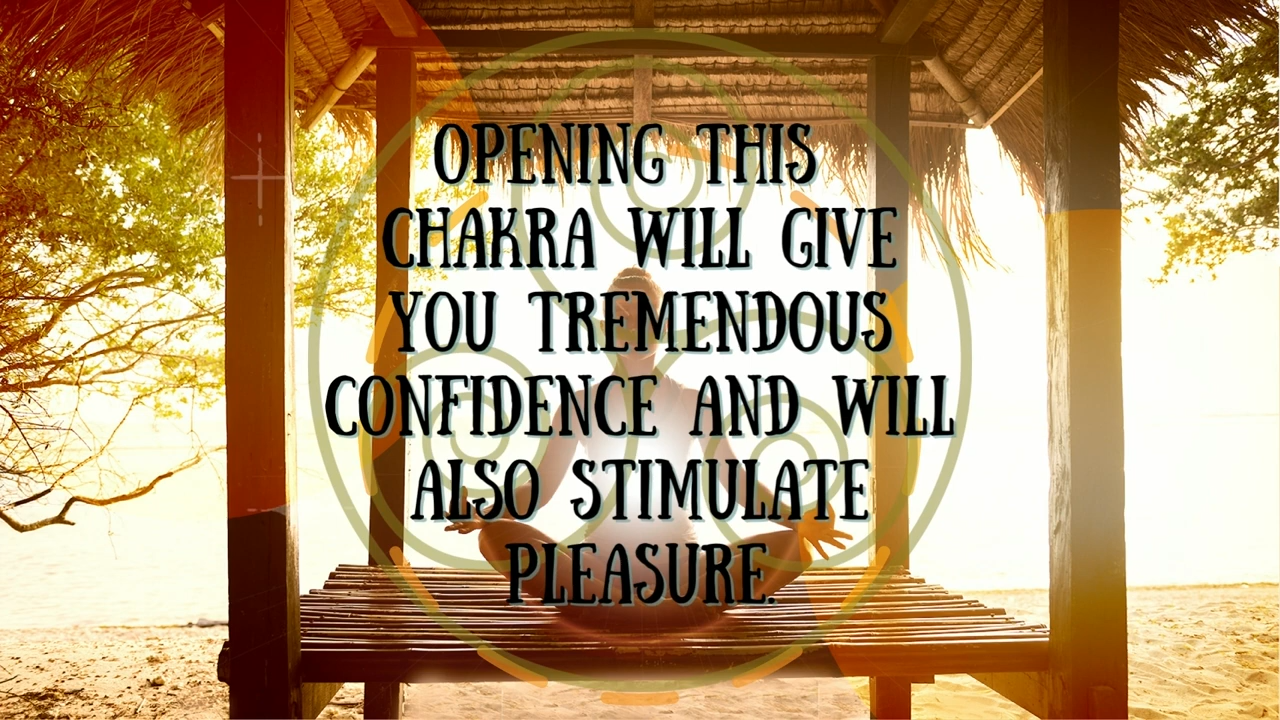 OPENING THIS
CHAKRA WILL GIVE
YOU TREMENDOUS
CONFIDENCE AND WILL
ALSO STIMULATE
PLEASURE.